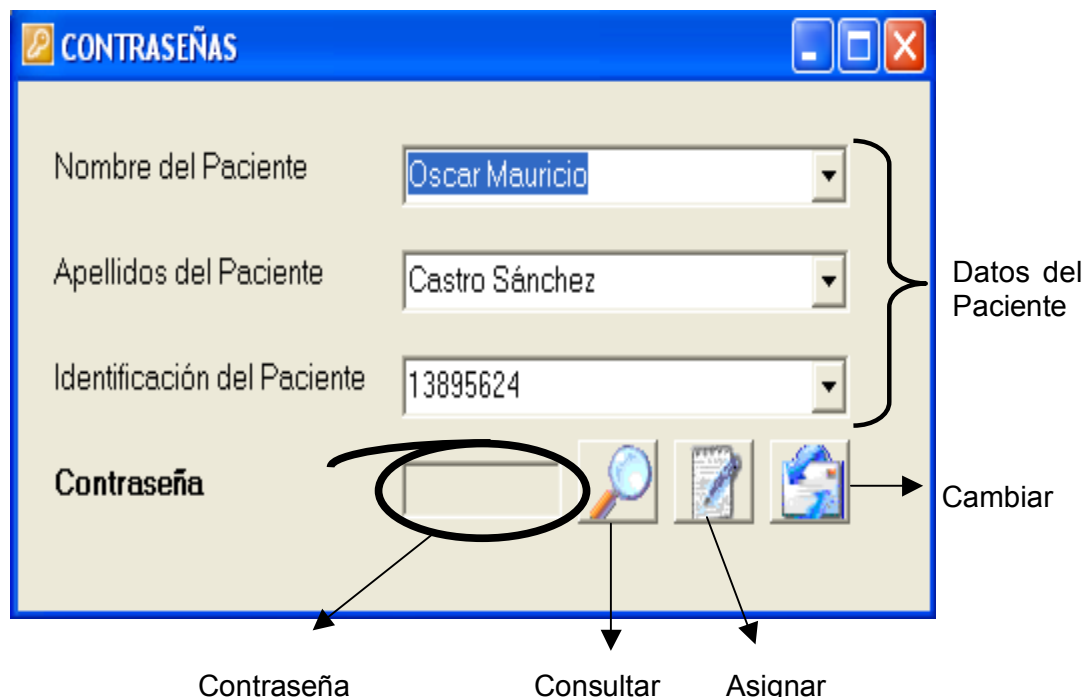 CONTRASEÑAS
Nombre del Paciente Oscar Mauricio
Apellidos del Paciente Castro Sánchez
Datos del
Paciente
Identificación del Paciente 13895624
Contraseña
Cambiar
Contraseña Consultar Asignar